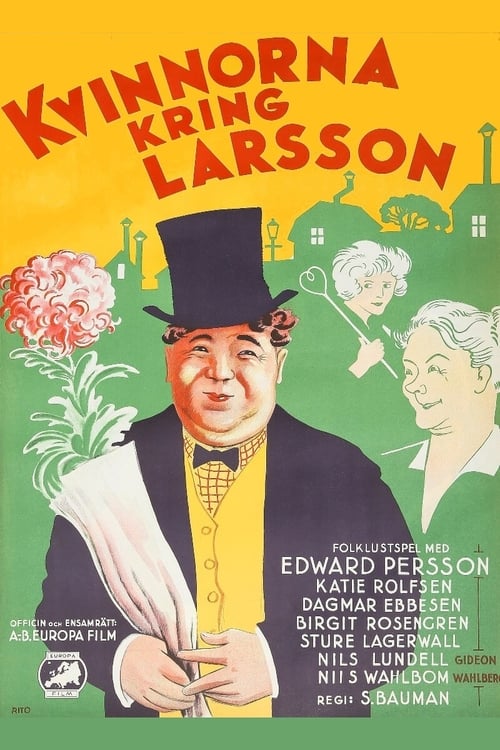 KVINNORNA
KRING
LARSSON
FOLKLUSTSPEL MED
EDWARD PERSSON
KATIE ROLFSEN
DAGMAR EBBESEN
BIRGIT ROSENGREN
STURE LAGERWALL
NILS LUNDELL GIDEON
NIIS WAHLBOM WAHLBERG
REGI: S.BAUMAN
OFFICIN OCH ENSAMRÄTT:
A.-B. EUROPA FILM
EUROPA
FILM
RITO